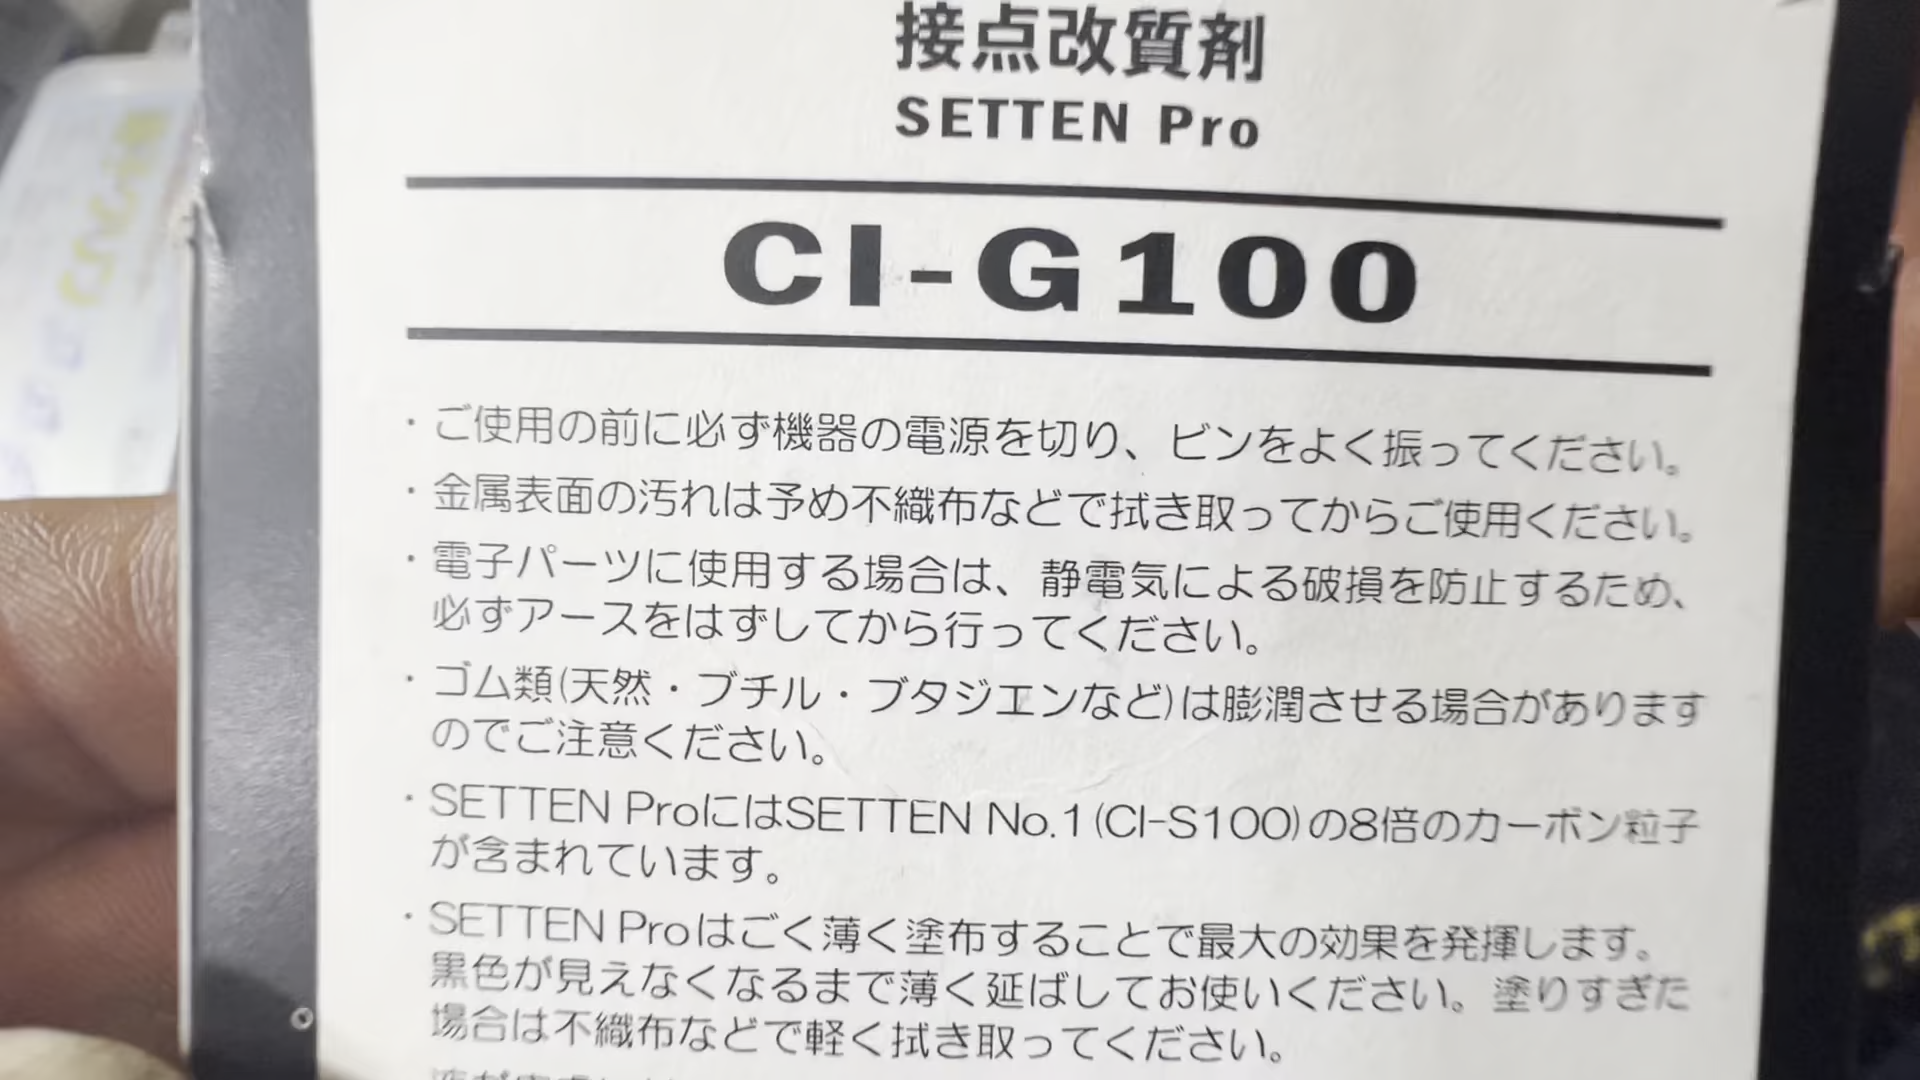 接点改質剤
SETTEN Pro
CI-G100
・ご使用の前に必ず機器の電源を切り、ビンをよく振ってください。
・金属表面の汚れは予め不織布などで拭き取ってからご使用ください。
・電子パーツに使用する場合は、静電気による破損を防止するため、
必ずアースをはずしてから行ってください。
・ゴム類(天然・ブチル・ブタジエンなど)は膨潤させる場合があります
のでご注意ください。
・SETTEN ProにはSETTEN No.1(CI-S100)の8倍のカーボン粒子
が含まれています。
・SETTEN Proはごく薄く塗布することで最大の効果を発揮します。
黒色が見えなくなるまで薄く延ばしてお使いください。塗りすぎた
場合は不織布などで軽く拭き取ってください。